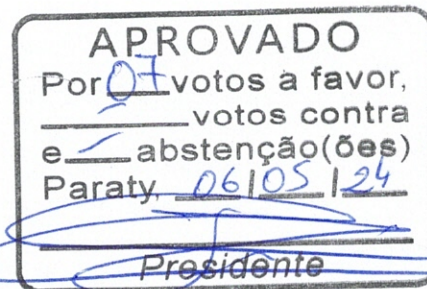 APROVADO
Por 07 votos a favor,
— votos contra
e — abstenção(ões)
Paraty, 06/05/24
Presidente